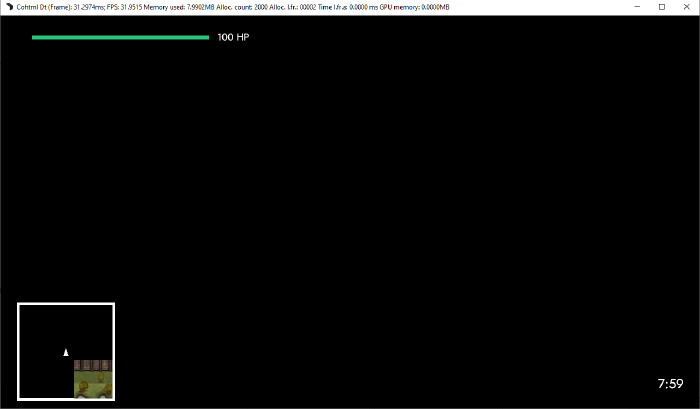 Cohtml Dt (Frame): 31.2974ms; FPS: 31.9515 Memory used: 7.9902MB Alloc. count: 2000 Alloc. l.fr.: 00002 Time l.fr.s: 0.0000 ms GPU memory: 0.0000MB
100 HP
7:59